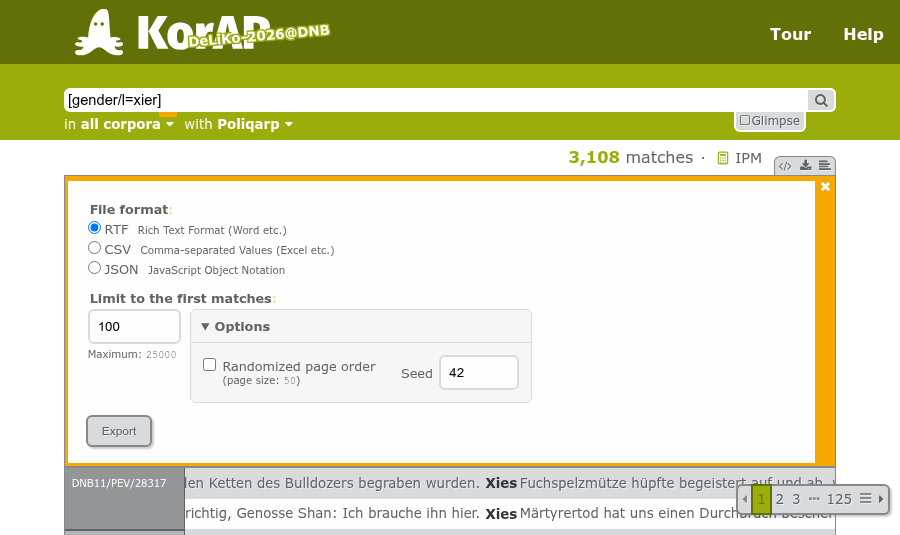 KorAP
DeLiKo-2026@DNB
Tour Help
[gender/l=xier]
in all corpora with Poliqarp
Glimpse
3,108 matches · IPM
File format:
RTF Rich Text Format (Word etc.)
CSV Comma-separated Values (Excel etc.)
JSON JavaScript Object Notation
Limit to the first matches:
100
Maximum: 25000
▼ Options
Randomized page order
(page size: 50)
Seed 42
Export
DNB11/PEV/28317
den Ketten des Bulldozers begraben wurden. Xies Fuchspelzmütze hüpfte begeistert auf und ab,
richtig, Genosse Shan: Ich brauche ihn hier. Xies Märtyrertod hat uns einen Durchbruch bescher
1 2 3 ··· 125